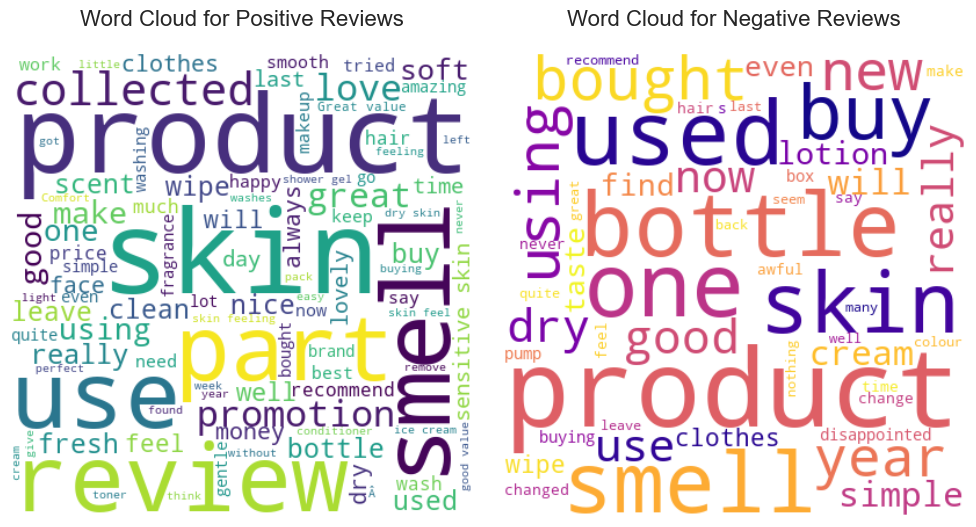 Word Cloud for Positive Reviews
work little clothes smooth tried soft
collected last love amazing
makeup Great value
product
got washing hair feeling left
scent wipe happy shower gel go great time
Comfort washes
good make much fragrance will always keep dry skin never
one skin day lovely buy smell sensitive skin
price simple face even pack buying
light leave clean lot nice easy now say
quite using skin feeling bought skin feel
perfect really need part brand best remove
use found week year well recommend
promotion
money conditioner bottle ice cream good value
give fresh feel without gentle
cream review dry Â wash
toner think used
Word Cloud for Negative Reviews
recommend bought even new make
hair s last
using used buy
lotion really
find now box will
taste great bottle seem say
never back
one awful skin
quite many
dry feel good well colour
pump cream
product nothing time change
buying leave use clothes disappointed
wipe smell year
changed simple